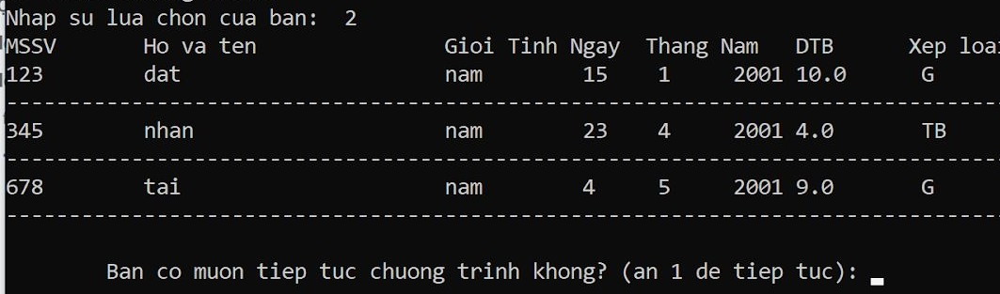 Nhap su lua chon cua ban: 2
MSSV Ho va ten Gioi Tinh Ngay Thang Nam DTB Xep loai
123 dat nam 15 1 2001 10.0 G
--------------------------------------------------------------------------------
345 nhan nam 23 4 2001 4.0 TB
--------------------------------------------------------------------------------
678 tai nam 4 5 2001 9.0 G
--------------------------------------------------------------------------------
Ban co muon tiep tuc chuong trinh khong? (an 1 de tiep tuc): _